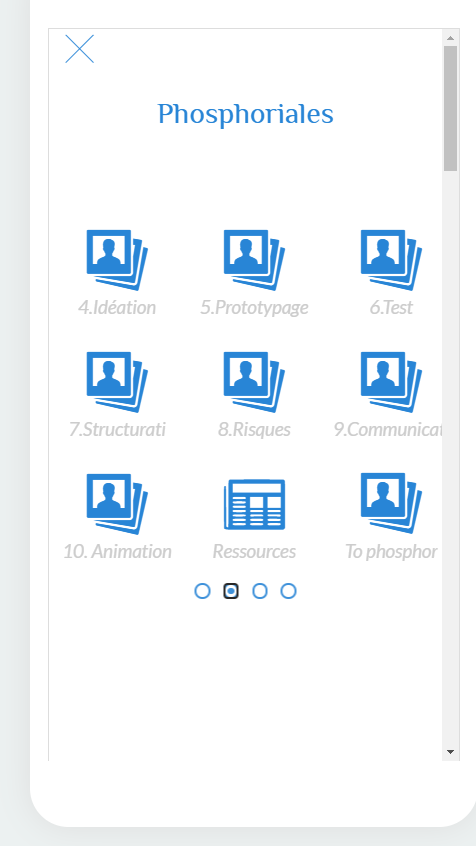 Phosphoriales
4.Idéation 5.Prototypage 6.Test
7.Structurati 8.Risques 9.Communicat
10. Animation Ressources To phosphor